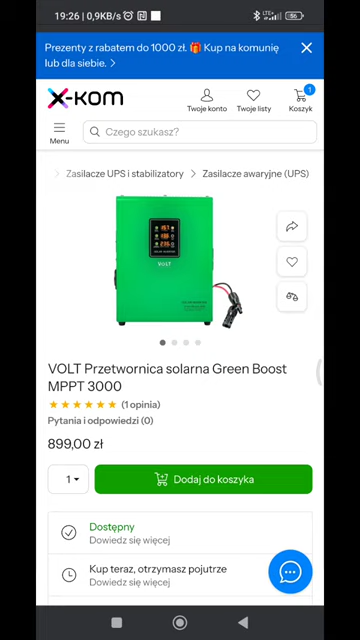 19:26 | 0,9KB/s
56
Prezenty z rabatem do 1000 zł. 🎁 Kup na komunię
lub dla siebie.
x-kom
Twoje konto
Twoje listy
1
Koszyk
Menu
Czego szukasz?
Zasilacze UPS i stabilizatory > Zasilacze awaryjne (UPS)
VOLT
VOLT Przetwornica solarna Green Boost
MPPT 3000
(1 opinia)
Pytania i odpowiedzi (0)
899,00 zł
1
Dodaj do koszyka
Dostępny
Dowiedz się więcej
Kup teraz, otrzymasz pojutrze
Dowiedz się więcej